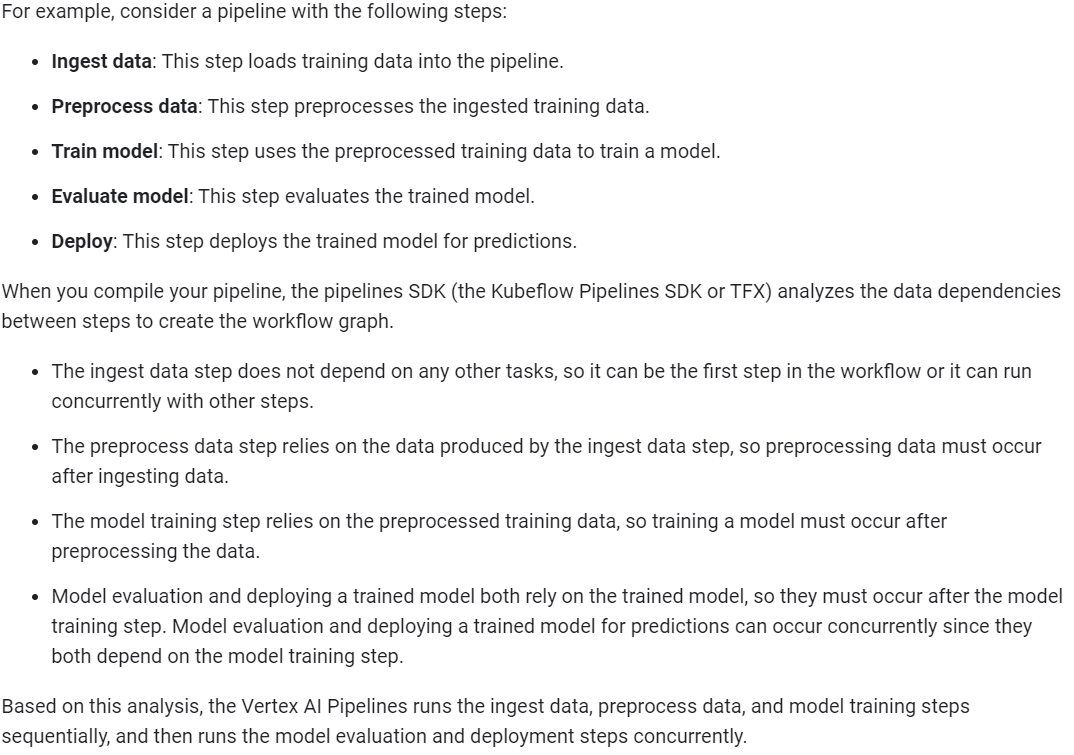 For example, consider a pipeline with the following steps:
• Ingest data: This step loads training data into the pipeline.
• Preprocess data: This step preprocesses the ingested training data.
• Train model: This step uses the preprocessed training data to train a model.
• Evaluate model: This step evaluates the trained model.
• Deploy: This step deploys the trained model for predictions.
When you compile your pipeline, the pipelines SDK (the Kubeflow Pipelines SDK or TFX) analyzes the data dependencies
between steps to create the workflow graph.
• The ingest data step does not depend on any other tasks, so it can be the first step in the workflow or it can run
concurrently with other steps.
• The preprocess data step relies on the data produced by the ingest data step, so preprocessing data must occur
after ingesting data.
• The model training step relies on the preprocessed training data, so training a model must occur after
preprocessing the data.
• Model evaluation and deploying a trained model both rely on the trained model, so they must occur after the model
training step. Model evaluation and deploying a trained model for predictions can occur concurrently since they
both depend on the model training step.
Based on this analysis, the Vertex AI Pipelines runs the ingest data, preprocess data, and model training steps
sequentially, and then runs the model evaluation and deployment steps concurrently.